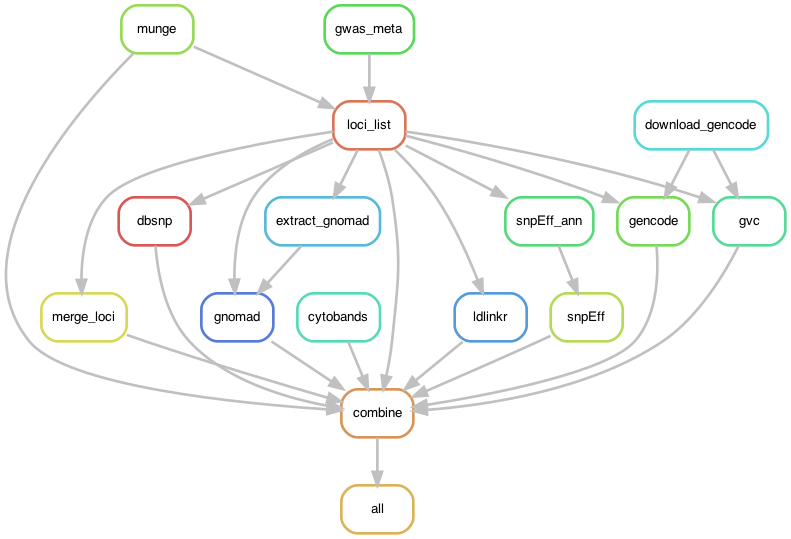 munge
gwas_meta
loci_list
download_gencode
dbsnp
extract_gnomad
snpEff_ann
gencode
gvc
merge_loci
gnomad
cytobands
ldlinkr
snpEff
combine
all